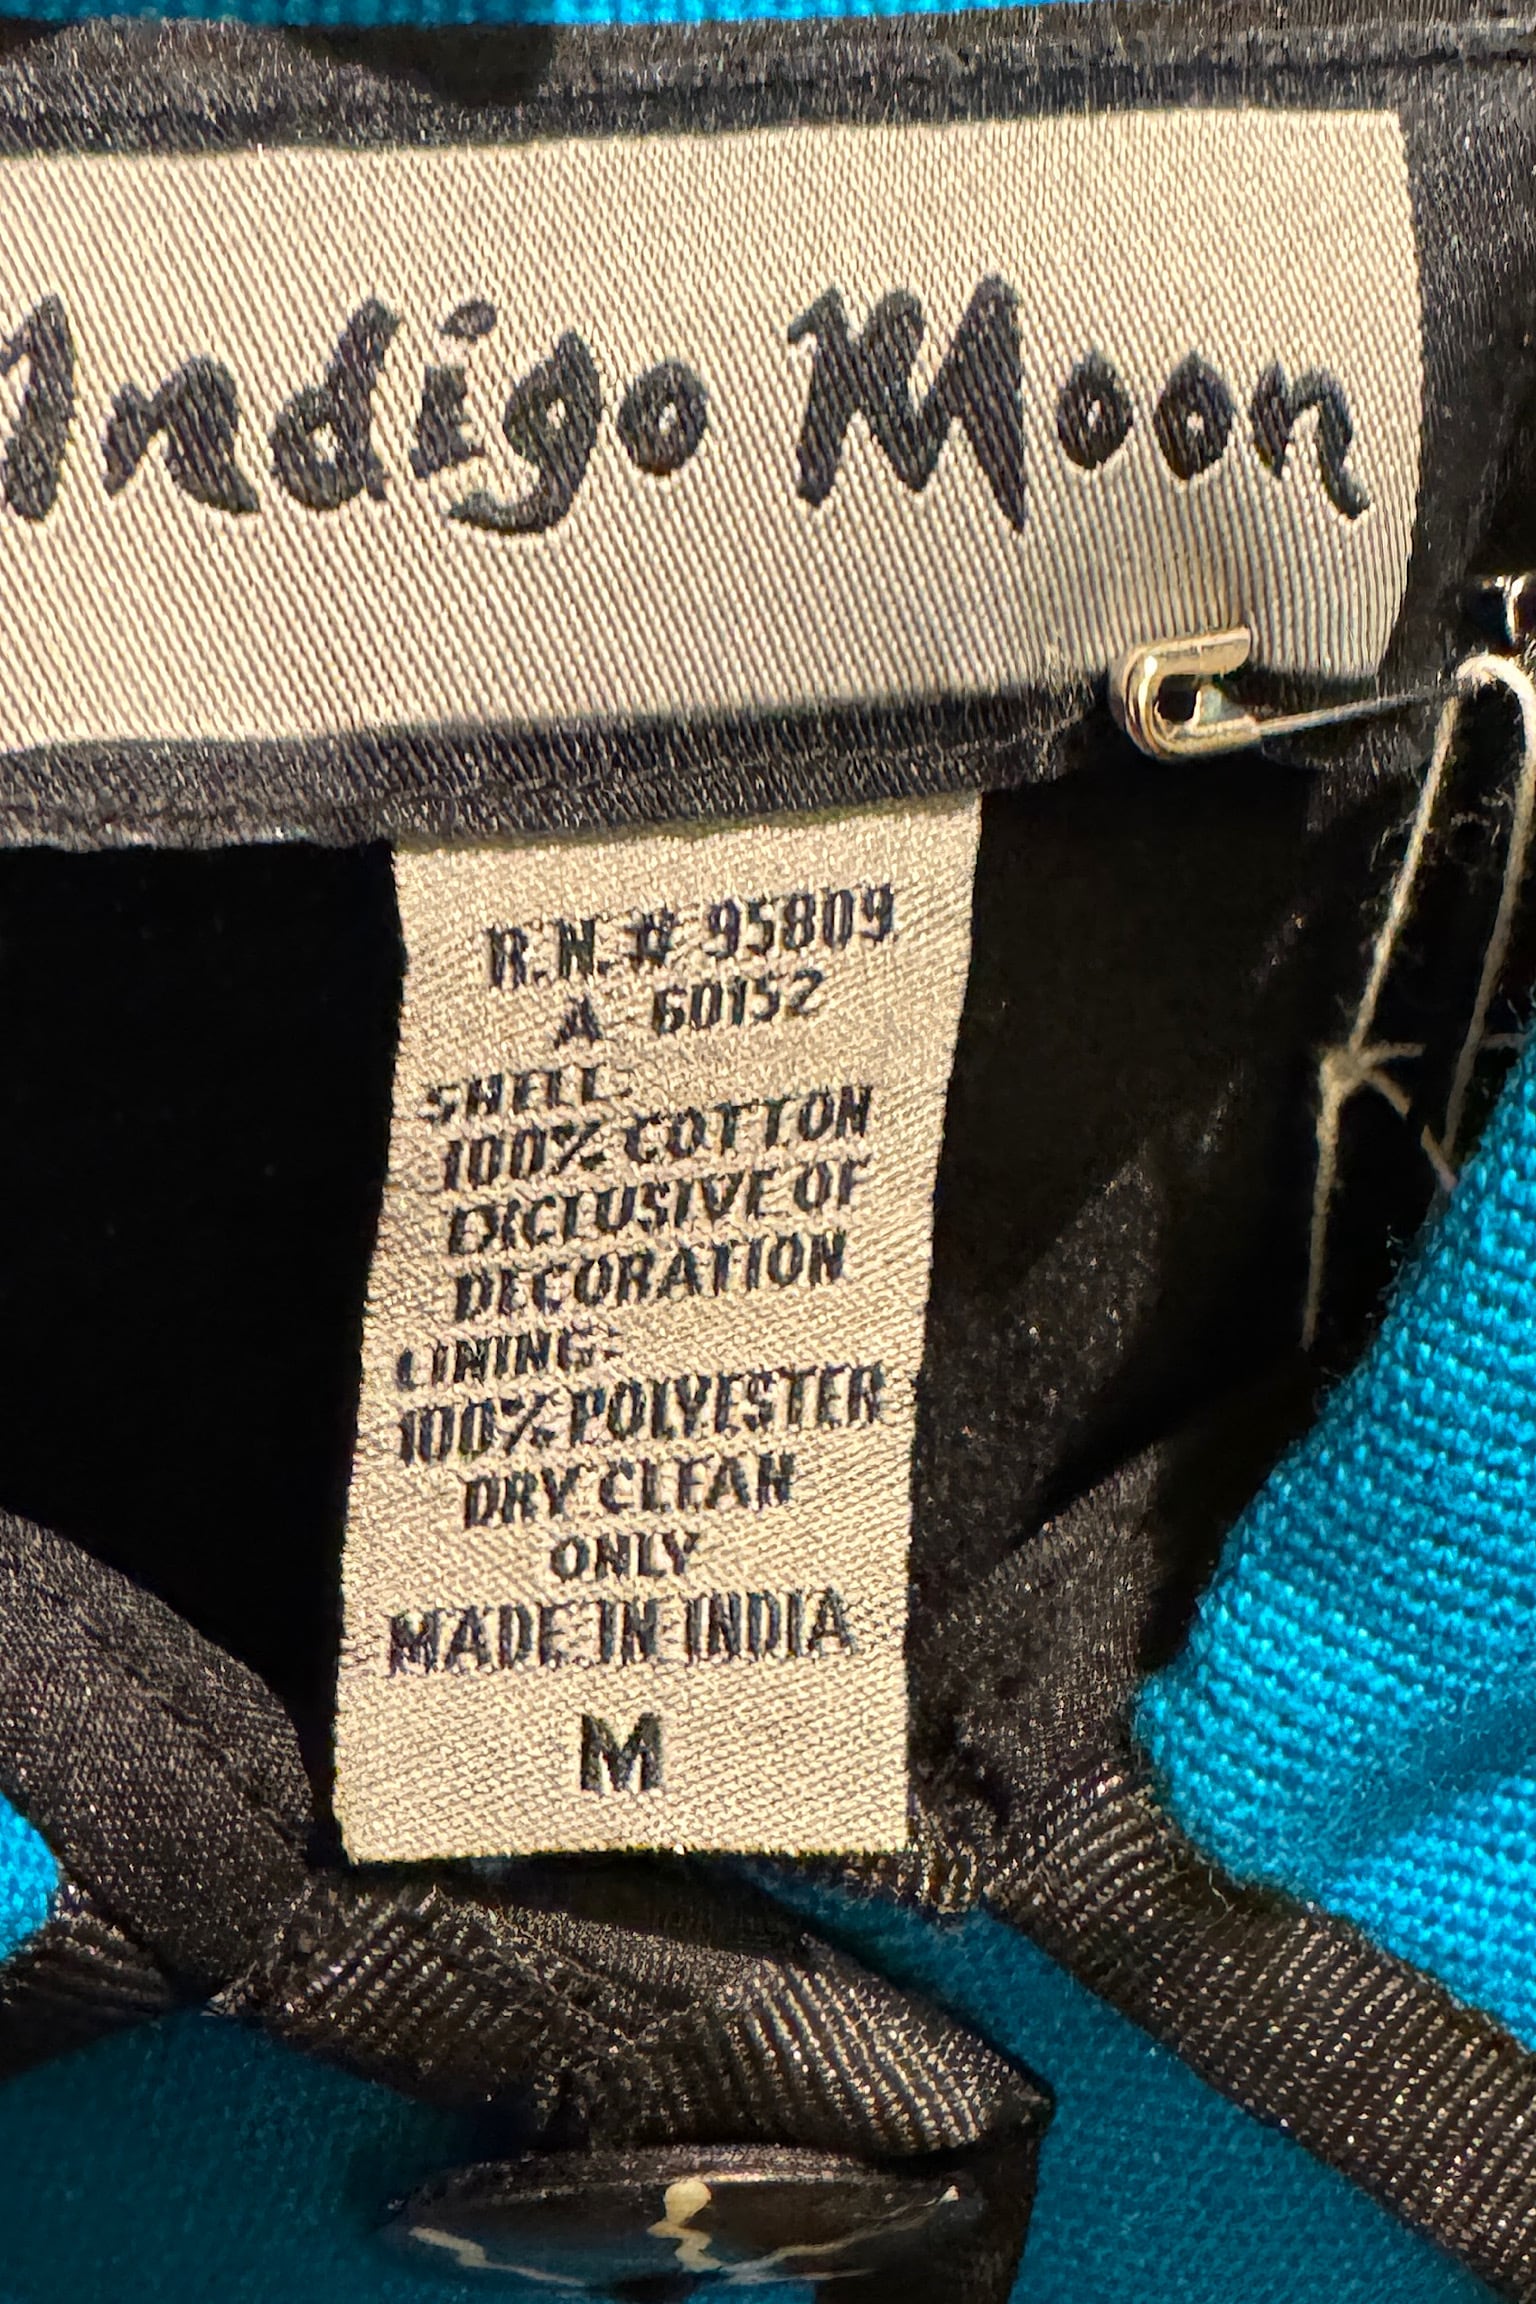 Indigo Moon
R.N.# 95809
A 60152
SHELL:
100% COTTON
EXCLUSIVE OF
DECORATION
LINING:
100% POLYESTER
DRY CLEAN
ONLY
MADE IN INDIA
M